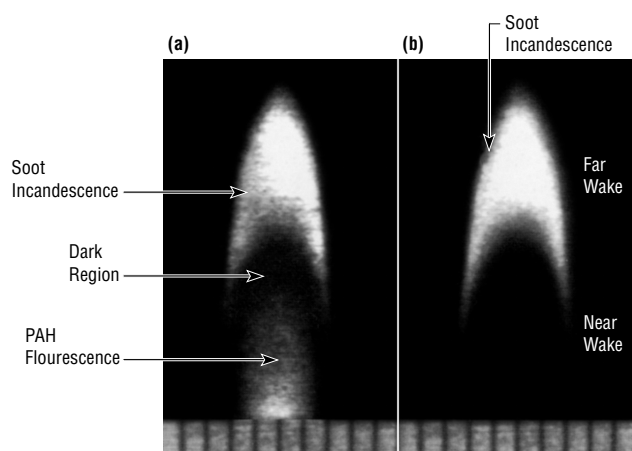 (a)
(b)
Soot
Incandescence
Soot
Incandescence
Dark
Region
PAH
Flourescence
Far
Wake
Near
Wake